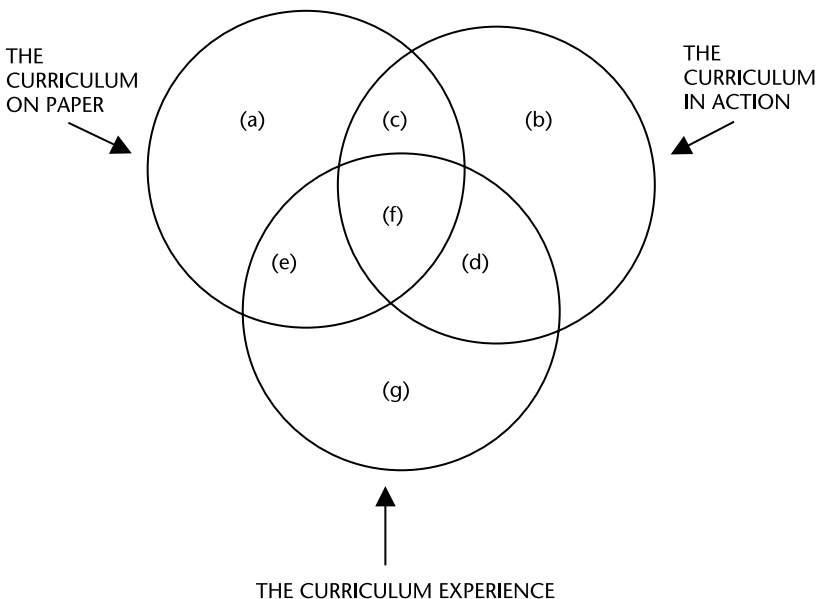 THE
CURRICULUM
ON PAPER
THE
CURRICULUM
IN ACTION
(a)
(c)
(b)
(f)
(e)
(d)
(g)
THE CURRICULUM EXPERIENCE